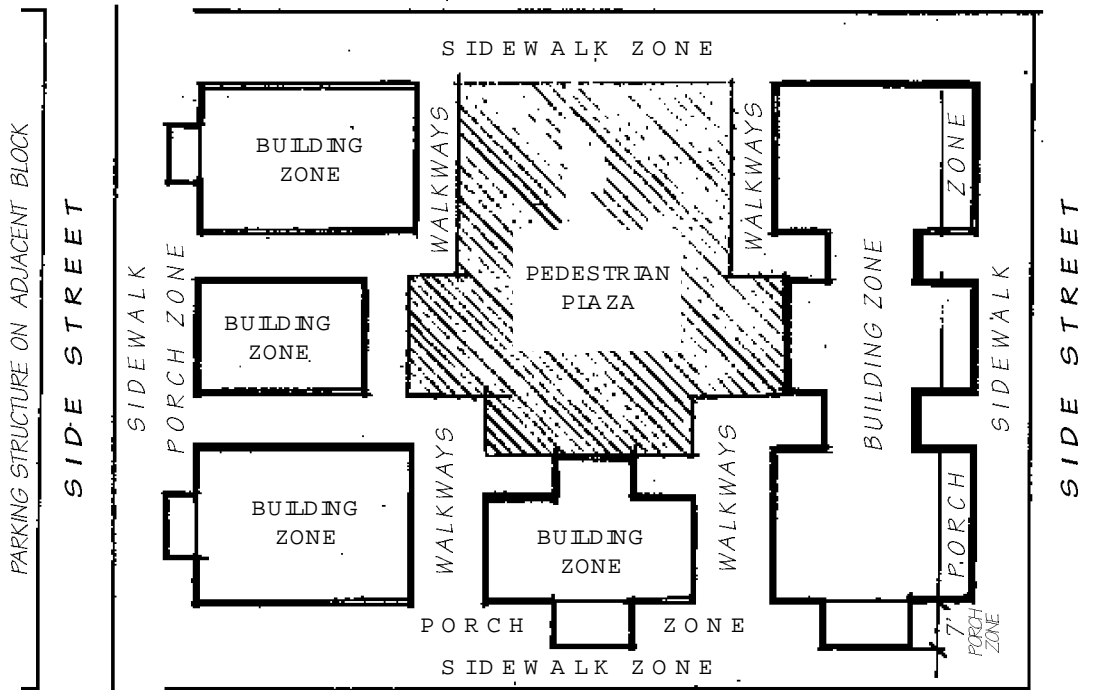 SIDEWALK ZONE
PARKING STRUCTURE ON ADJACENT BLOCK
SIDE STREET
SIDEWALK
PORCH ZONE
BUILDING
ZONE
WALKWAYS
WALKWAYS
ZONE
PEDESTRIAN
PLAZA
BUILDING
ZONE
BUILDING ZONE
SIDEWALK
SIDE STREET
BUILDING
ZONE
WALKWAYS
BUILDING
ZONE
WALKWAYS
PORCH
PORCH ZONE
7'
PORCH
ZONE
SIDEWALK ZONE